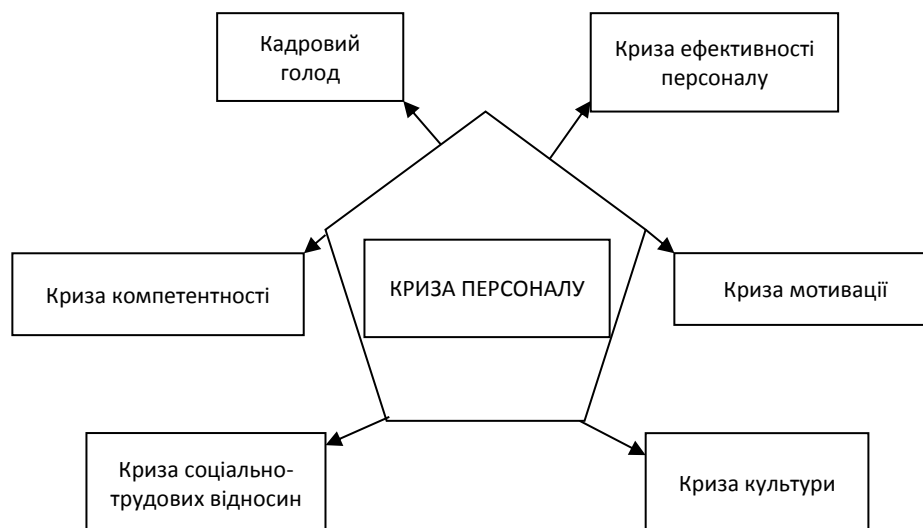 Кадровий
голод
Криза ефективності
персоналу
Криза компетентності
КРИЗА ПЕРСОНАЛУ
Криза мотивації
Криза соціально-
трудових відносин
Криза культури